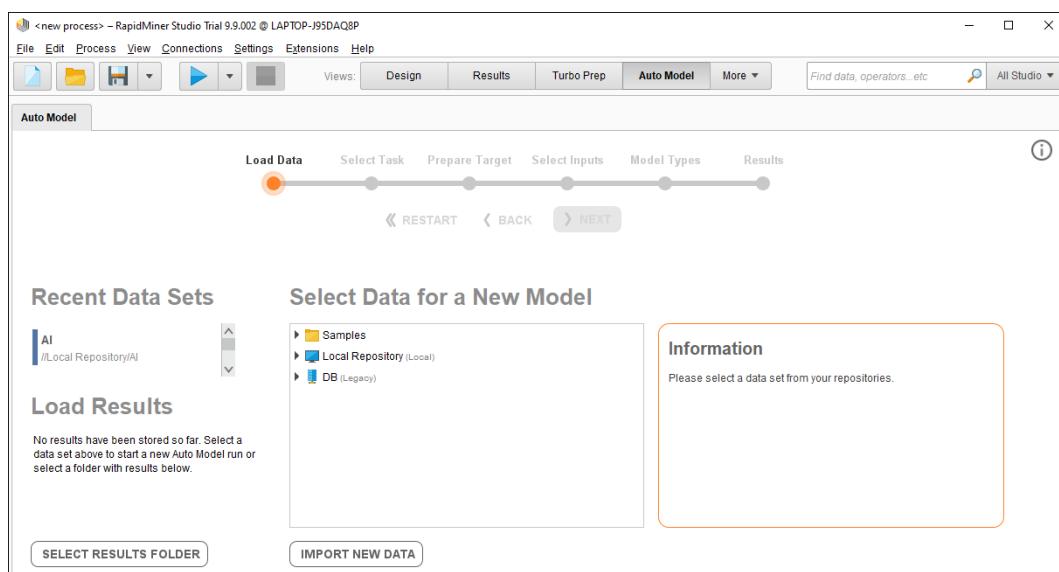 <new process> – RapidMiner Studio Trial 9.9.002 @ LAPTOP-J95DAQ8P
File Edit Process View Connections Settings Extensions Help
Views: Design Results Turbo Prep Auto Model More Find data, operators...etc All Studio
Auto Model
Load Data Select Task Prepare Target Select Inputs Model Types Results
RESTART BACK NEXT
Recent Data Sets
AI
//Local Repository/AI
Load Results
No results have been stored so far. Select a
data set above to start a new Auto Model run or
select a folder with results below.
SELECT RESULTS FOLDER
Select Data for a New Model
Samples
Local Repository (Local)
DB (Legacy)
IMPORT NEW DATA
Information
Please select a data set from your repositories.